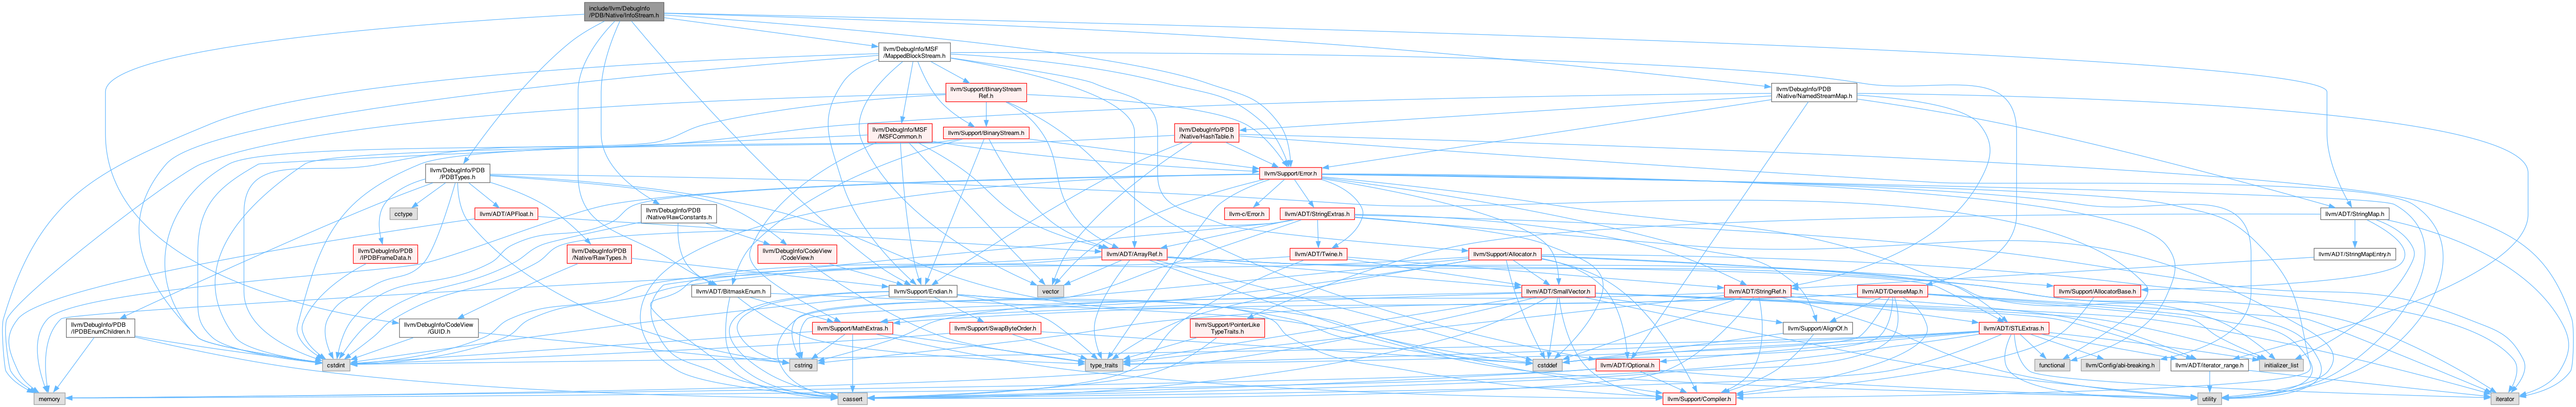 include/llvm/DebugInfo
/PDB/Native/InfoStream.h
llvm/DebugInfo/MSF
/MappedBlockStream.h
llvm/Support/BinaryStream
Ref.h
llvm/DebugInfo/PDB
/Native/NamedStreamMap.h
llvm/DebugInfo/MSF
/MSFCommon.h
llvm/Support/BinaryStream.h
llvm/DebugInfo/PDB
/Native/HashTable.h
llvm/DebugInfo/PDB
/PDBTypes.h
llvm/Support/Error.h
cctype
llvm/ADT/APFloat.h
llvm/DebugInfo/PDB
/Native/RawConstants.h
llvm-c/Error.h
llvm/ADT/StringExtras.h
llvm/ADT/StringMap.h
llvm/DebugInfo/PDB
/IPDBFrameData.h
llvm/DebugInfo/PDB
/Native/RawTypes.h
llvm/DebugInfo/CodeView
/CodeView.h
llvm/ADT/ArrayRef.h
llvm/ADT/Twine.h
llvm/Support/Allocator.h
llvm/ADT/StringMapEntry.h
llvm/ADT/BitmaskEnum.h
llvm/Support/Endian.h
vector
llvm/ADT/SmallVector.h
llvm/ADT/StringRef.h
llvm/ADT/DenseMap.h
llvm/Support/AllocatorBase.h
llvm/DebugInfo/PDB
/IPDBEnumChildren.h
llvm/DebugInfo/CodeView
/GUID.h
llvm/Support/MathExtras.h
llvm/Support/SwapByteOrder.h
llvm/Support/PointerLike
TypeTraits.h
llvm/Support/AlignOf.h
llvm/ADT/STLExtras.h
cstdint
cstring
type_traits
cstddef
llvm/ADT/Optional.h
functional
llvm/Config/abi-breaking.h
llvm/ADT/iterator_range.h
initializer_list
memory
cassert
llvm/Support/Compiler.h
utility
iterator